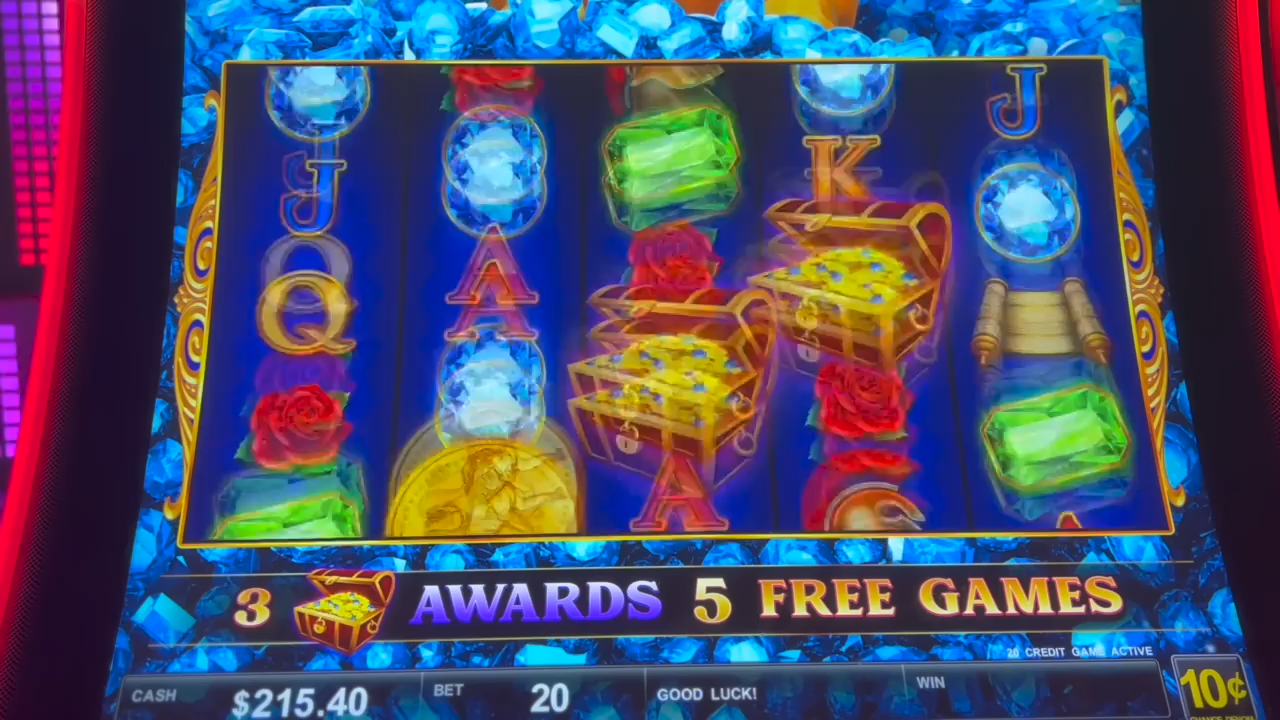 J
K
J
A
Q
A
3 AWARDS 5 FREE GAMES
20 CREDIT GAME ACTIVE
CASH $215.40 BET 20 GOOD LUCK! WIN 10¢